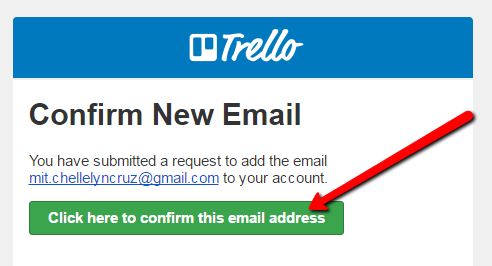 Trello
Confirm New Email
You have submitted a request to add the email
mit.chellelyncruz@gmail.com to your account.
Click here to confirm this email address